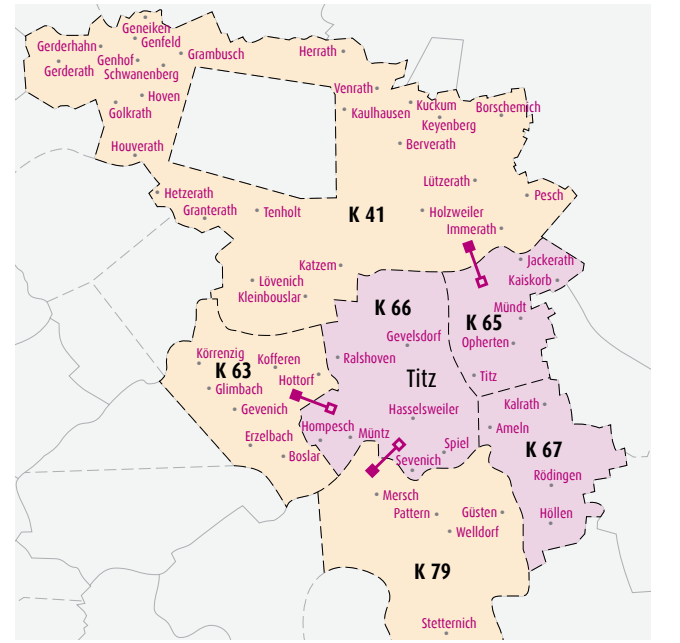 Geneiken
Gerderhahn
Genfeld
Grambusch
Herrath
Genhof
Gerderath
Schwanenberg
Venrath
Hoven
Kuckum
Borschemich
Golkrath
Kaulhausen
Keyenberg
Houverath
Berverath
Lützerath
Hetzerath
Pesch
Granterath
Tenholt
K 41
Holzweiler
Immerath
Katzem
Jackerath
Lövenich
Kaiskorb
Kleinbouslar
K 66
Mündt
K 65
Gevelsdorf
Opherten
Körrenzig
Kofferen
Ralshoven
K 63
Hottorf
Titz
Titz
Glimbach
Gevenich
Hasselsweiler
Kalrath
Hompesch
Müntz
Ameln
Erzelbach
Spiel
K 67
Boslar
Sevenich
Rödingen
Mersch
Pattern
Güsten
Höllen
Welldorf
K 79
Stetternich